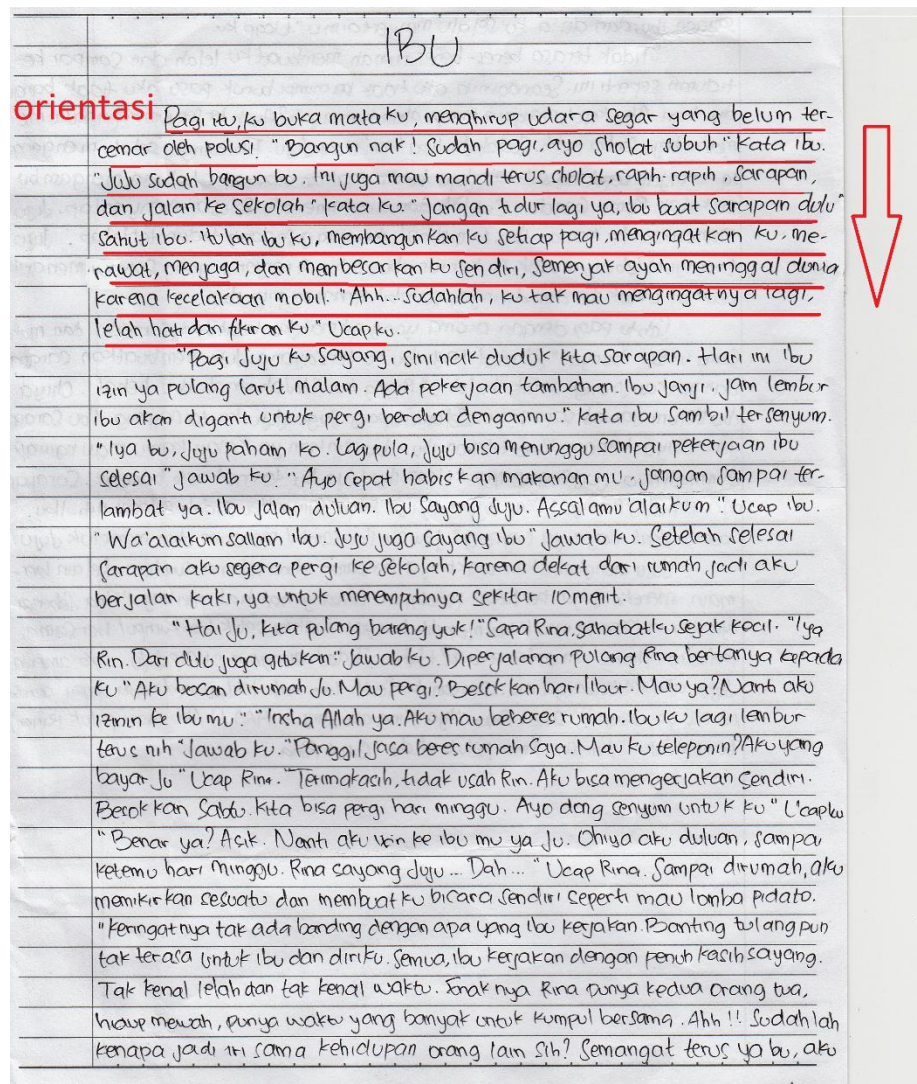 IBU
orientasi
Pagi itu, ku buka mata ku, menghirup udara segar yang belum ter-
cemar oleh polusi. "Bangun nak! Sudah pagi, ayo sholat subuh" kata ibu.
"Juju sudah bangun bu. Ini juga mau mandi terus cholat, rapih-rapih, sarapan,
dan jalan ke sekolah" kata ku. "Jangan tidur lagi ya, ibu buat sarapan dulu"
Sahut ibu. Itulah ibu ku, membangunkan ku setiap pagi, mengingatkan ku, me-
rawat, menjaga, dan membesarkan ku sendiri, semenjak ayah meninggal dunia
karena kecelakaan mobil. "Ahh... Sudahlah, ku tak mau mengingatnya lagi,
lelah hati dan fikiran ku" Ucap ku.
"Pagi Juju ku sayang, sini nak duduk kita sarapan. Hari ini ibu
izin ya pulang larut malam. Ada pekerjaan tambahan. Ibu janji, jam lembur
ibu akan diganti untuk pergi berdua denganmu." kata ibu sambil tersenyum.
"Iya bu, Juju paham ko. Lagi pula, Juju bisa menunggu sampai pekerjaan ibu
selesai" jawab ku. "Ayo cepat habiskan makanan mu, jangan sampai ter-
lambat ya. Ibu jalan duluan. Ibu sayang Juju. Assalamu alaikum" Ucap ibu.
"Wa'alaikum sallam ibu. Juju juga sayang ibu" jawab ku. Setelah selesai
sarapan aku segera pergi ke sekolah, karena dekat dari rumah jadi aku
berjalan kaki, ya untuk menempuhnya sekitar 10 menit.
"Hai Ju, kita pulang bareng yuk!" Sapa Rina, sahabatku sejak kecil. "Iya
Rin. Dari dulu juga gitu kan" jawab ku. Diperjalanan pulang Rina bertanya kepada
ku "Aku bosan dirumah Ju. Mau pergi? Besok kan hari libur. Mau ya? Nanti aku
izinin ke ibu mu". "Insha Allah ya. Aku mau beberes rumah. Ibu ku lagi lembur
terus nih" Jawab ku. "Panggil jasa beres rumah saja. Mau ku teleponin? Aku yang
bayar Ju" Ucap Rina. "Terimakasih, tidak usah Rin. Aku bisa mengerjakan sendiri.
Besok kan Sabtu. Kita bisa pergi hari minggu. Ayo dong senyum untuk ku" Ucapku
"Benar ya? Asik. Nanti aku izin ke ibu mu ya Ju. Ohiya aku duluan, sampai
ketemu hari minggu. Rina sayang Juju... Dah..." Ucap Rina. Sampai dirumah, aku
memikirkan sesuatu dan membuat ku bicara sendiri seperti mau lomba pidato.
"keringatnya tak ada banding dengan apa yang ibu kerjakan. Banting tulang pun
tak terasa untuk ibu dan diriku. Semua, ibu kerjakan dengan penuh kasih sayang.
Tak kenal lelah dan tak kenal waktu. Enak nya Rina punya kedua orang tua,
hidup mewah, punya waktu yang banyak untuk kumpul bersama. Ahh!! Sudah lah
kenapa jadi iri sama kehidupan orang lain sih? Semangat terus ya bu, aku